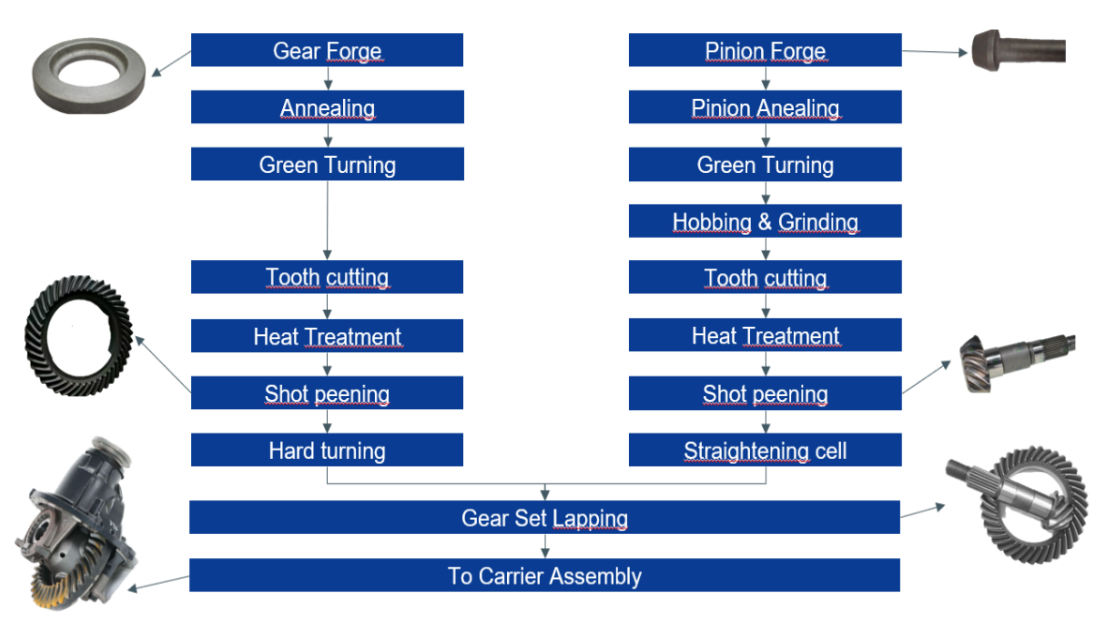 Gear Forge
Annealing
Green Turning
Tooth cutting
Heat Treatment
Shot peening
Hard turning
Pinion Forge
Pinion Anealing
Green Turning
Hobbing & Grinding
Tooth cutting
Heat Treatment
Shot peening
Straightening cell
Gear Set Lapping
To Carrier Assembly